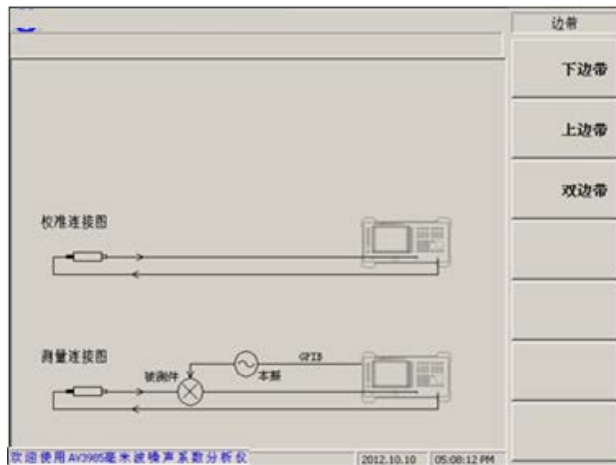 边带
下边带
上边带
双边带
校准连接图
测量连接图
被测件
本振
GPIB
欢迎使用AV3985毫米波噪声系数分析仪
2012.10.10
05:08:12 PM